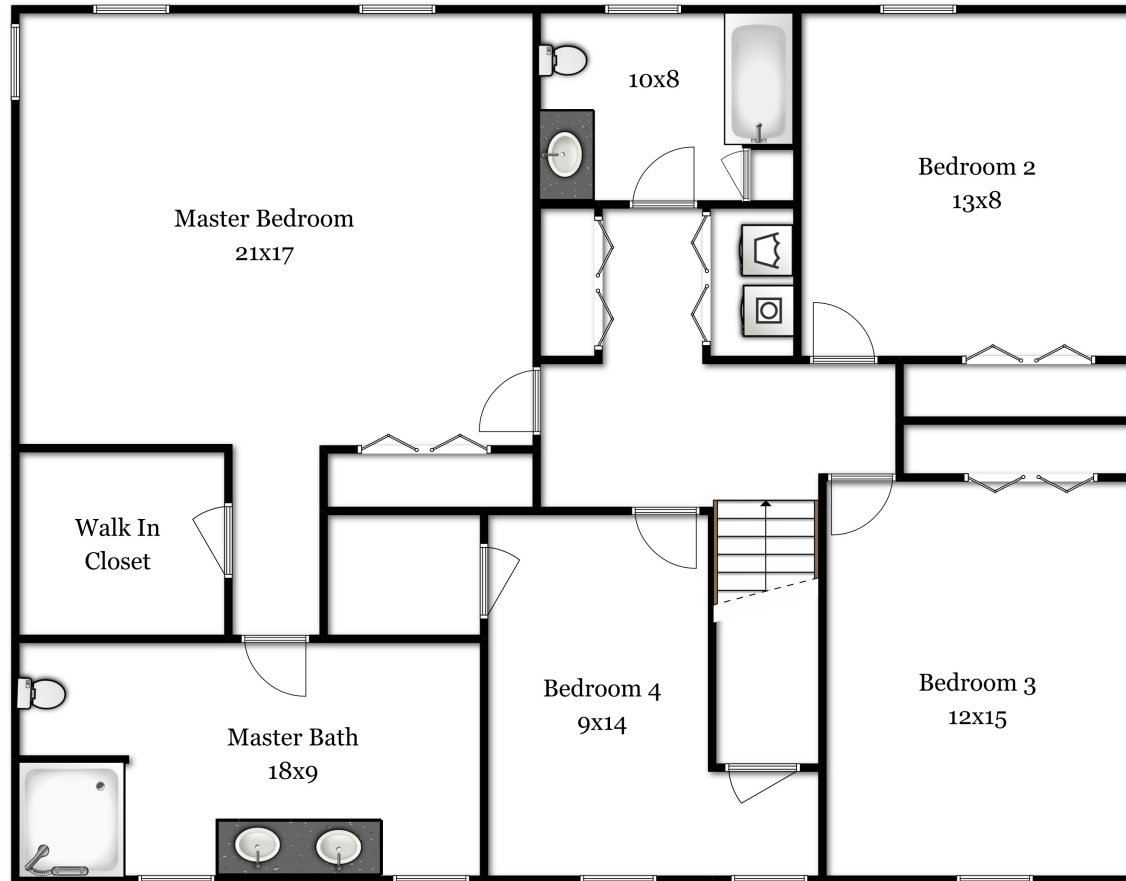 10x8
Bedroom 2
13x8
Master Bedroom
21x17
Walk In
Closet
Bedroom 4
9x14
Bedroom 3
12x15
Master Bath
18x9